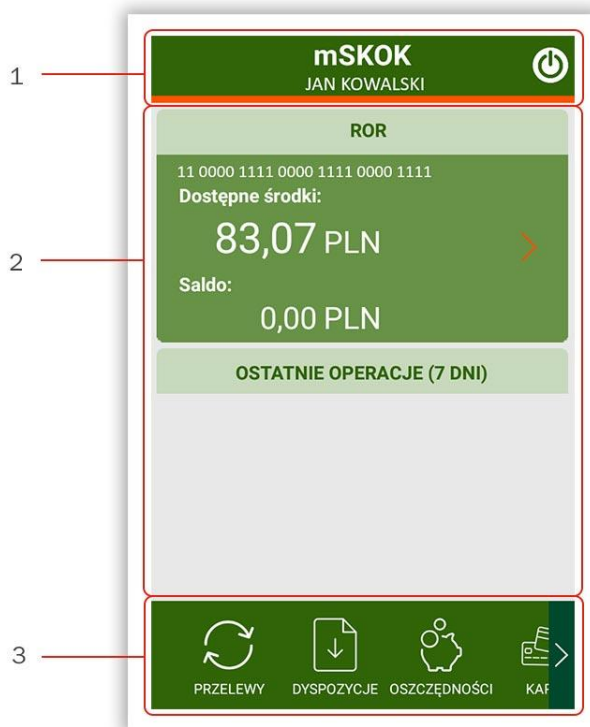 1
mSKOK
JAN KOWALSKI
2
ROR
11 0000 1111 0000 1111 0000 1111
Dostępne środki:
83,07 PLN
Saldo:
0,00 PLN
OSTATNIE OPERACJE (7 DNI)
3
PRZELEWY DYSPOZYCJE OSZCZĘDNOŚCI